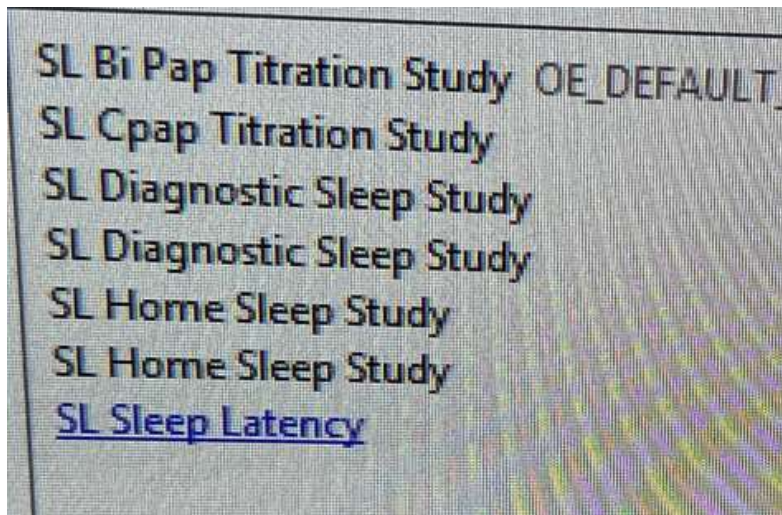 SL Bi Pap Titration Study OE_DEFAULT
SL Cpap Titration Study
SL Diagnostic Sleep Study
SL Diagnostic Sleep Study
SL Home Sleep Study
SL Home Sleep Study
SL Sleep Latency